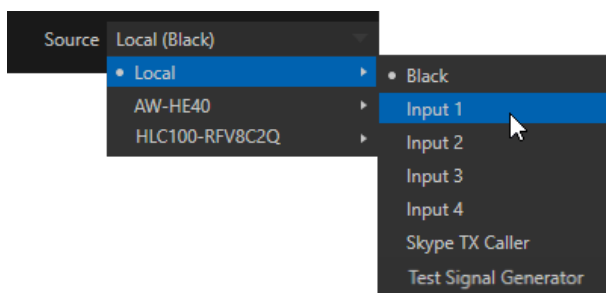 Source Local (Black)
Local
AW-HE40
HLC100-RFV8C2Q
Black
Input 1
Input 2
Input 3
Input 4
Skype TX Caller
Test Signal Generator